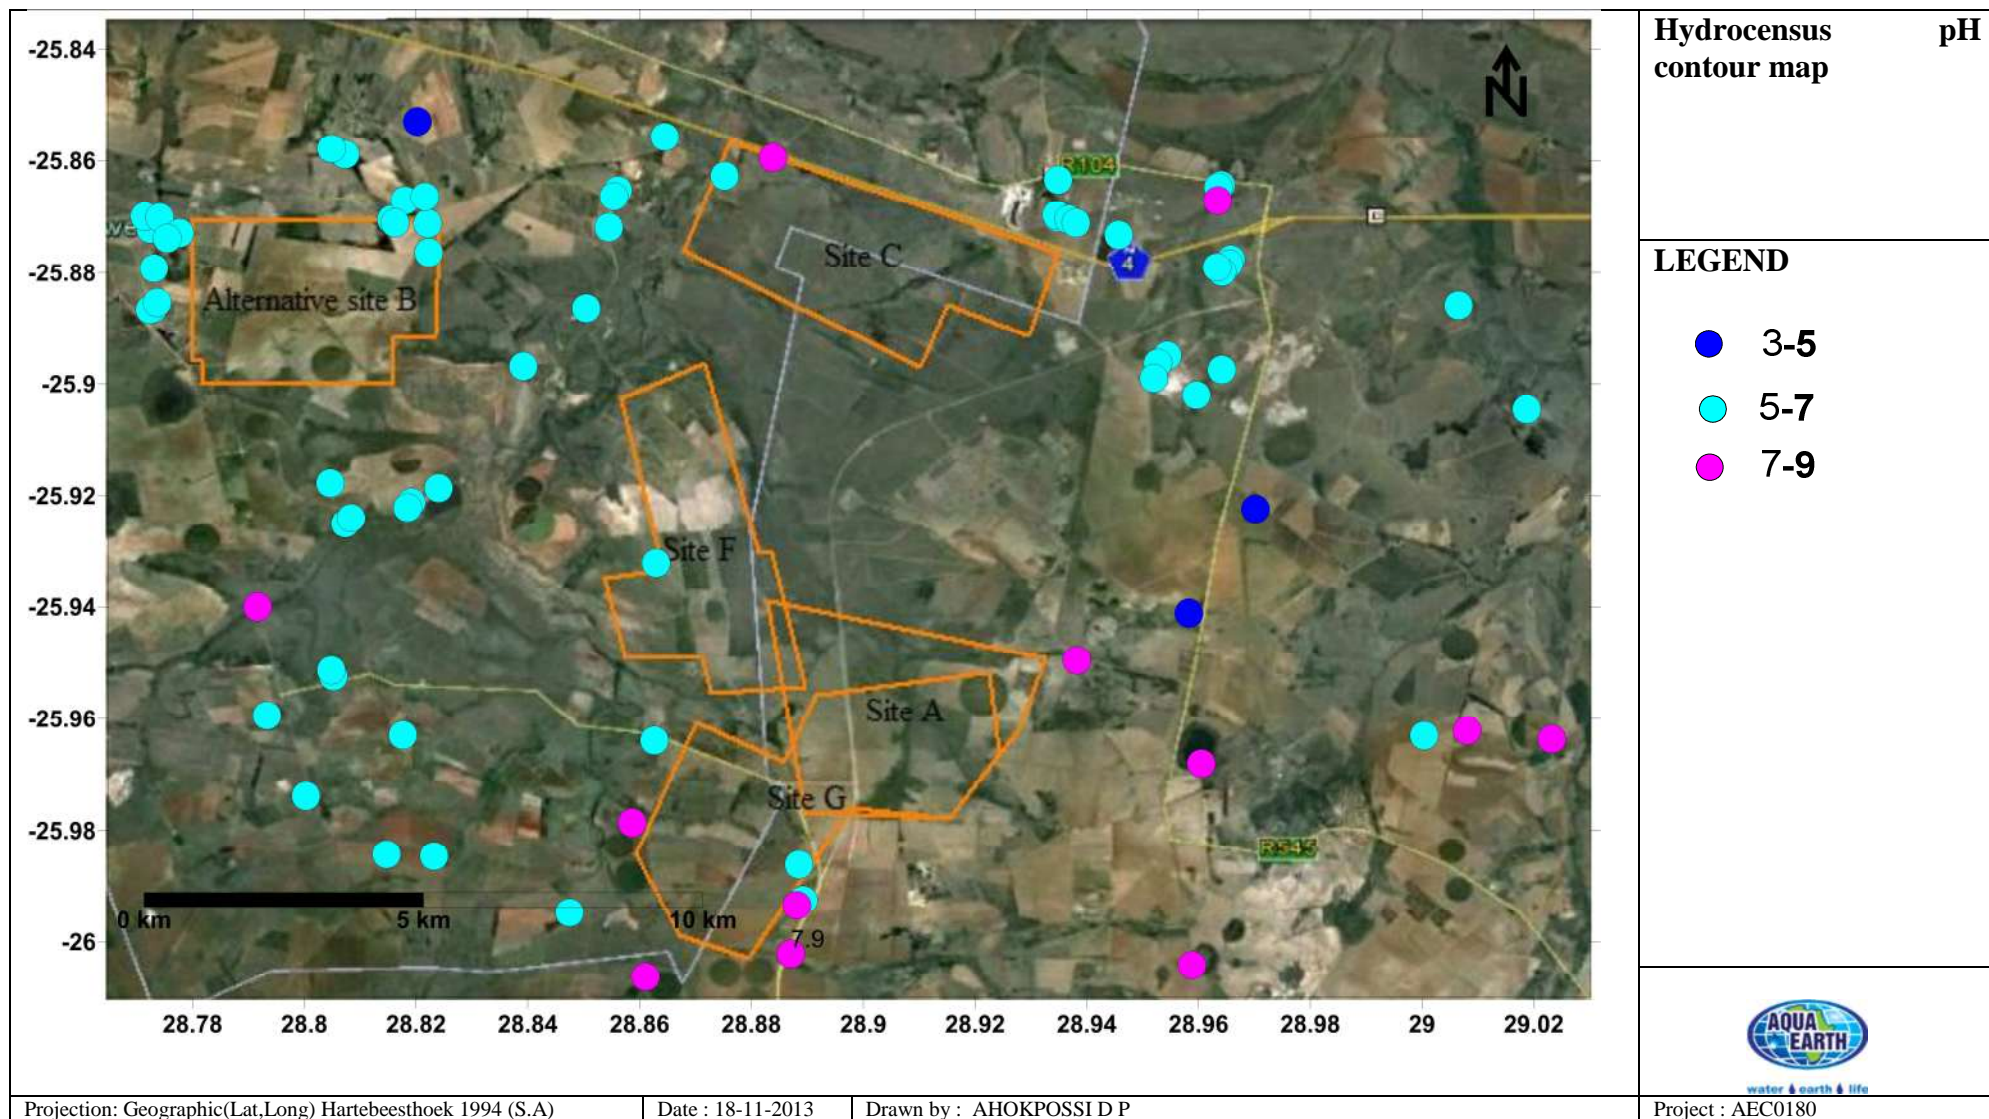 Hydrocensus pH
contour map
LEGEND
3-5
5-7
7-9
-25.84
-25.86
-25.88
-25.9
-25.92
-25.94
-25.96
-25.98
-26
R104
we
Site C
4
Alternative site B
Site F
Site A
Site G
R545
0 km
5 km
10 km
7.9
28.78
28.8
28.82
28.84
28.86
28.88
28.9
28.92
28.94
28.96
28.98
29
29.02
N
AQUA
EARTH
water earth life
Projection: Geographic(Lat,Long) Hartebeesthoek 1994 (S.A)
Date : 18-11-2013
Drawn by : AHOKPOSSI D P
Project : AEC0180